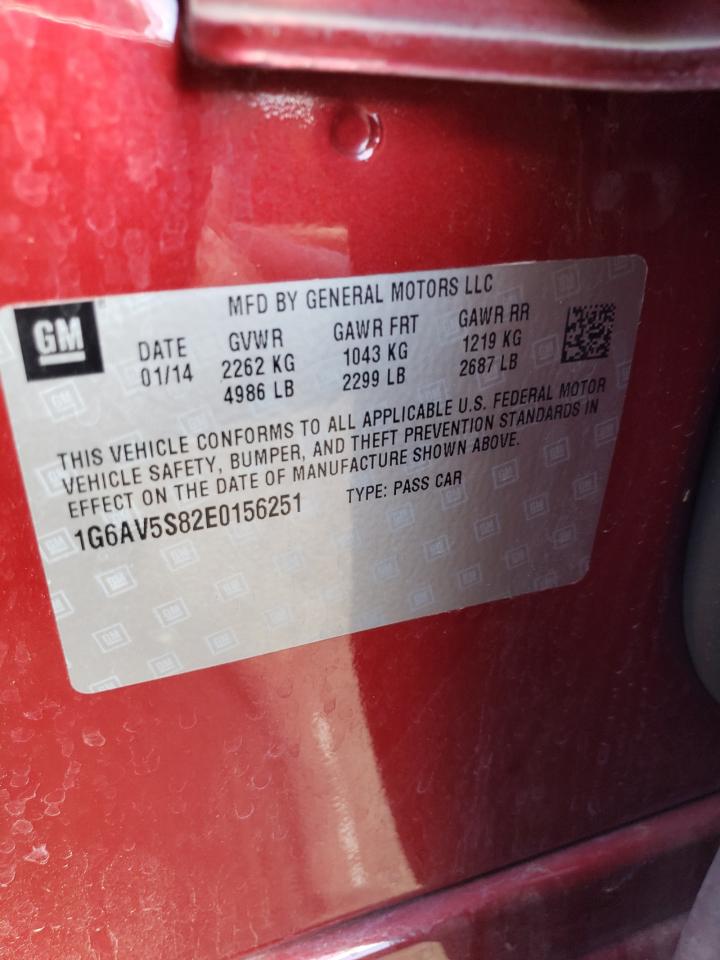 GM
MFD BY GENERAL MOTORS LLC
DATE GVWR GAWR FRT GAWR RR
01/14 2262 KG 1043 KG 1219 KG
4986 LB 2299 LB 2687 LB
THIS VEHICLE CONFORMS TO ALL APPLICABLE U.S. FEDERAL MOTOR
VEHICLE SAFETY, BUMPER, AND THEFT PREVENTION STANDARDS IN
EFFECT ON THE DATE OF MANUFACTURE SHOWN ABOVE.
1G6AV5S82E0156251 TYPE: PASS CAR